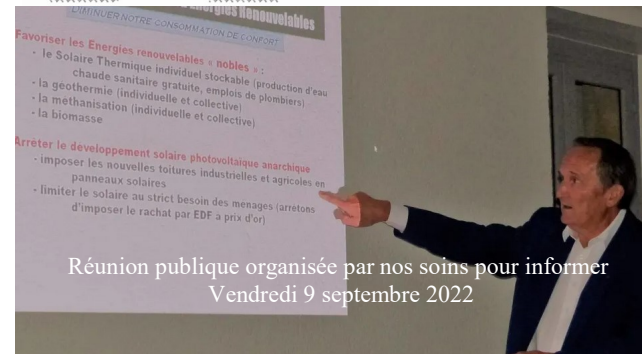 Energies Renouvelables
DIMINUER NOTRE CONSOMMATION DE CONFORT
Favoriser les Energies renouvelables « nobles » :
- le Solaire Thermique individuel stockable (production d'eau
chaude sanitaire gratuite, emplois de plombiers)
- la geothermie (individuelle et collective)
- la methanisation (individuelle et collective)
- la biomasse
Arrêter le développement solaire photovoltaïque anarchique
- imposer les nouvelles toitures industrielles et agricoles en
panneaux solaires
- limiter le solaire au strict besoin des ménages (arrêtons
d'imposer le rachat par EDF a prix d'or)
Réunion publique organisée par nos soins pour informer
Vendredi 9 septembre 2022